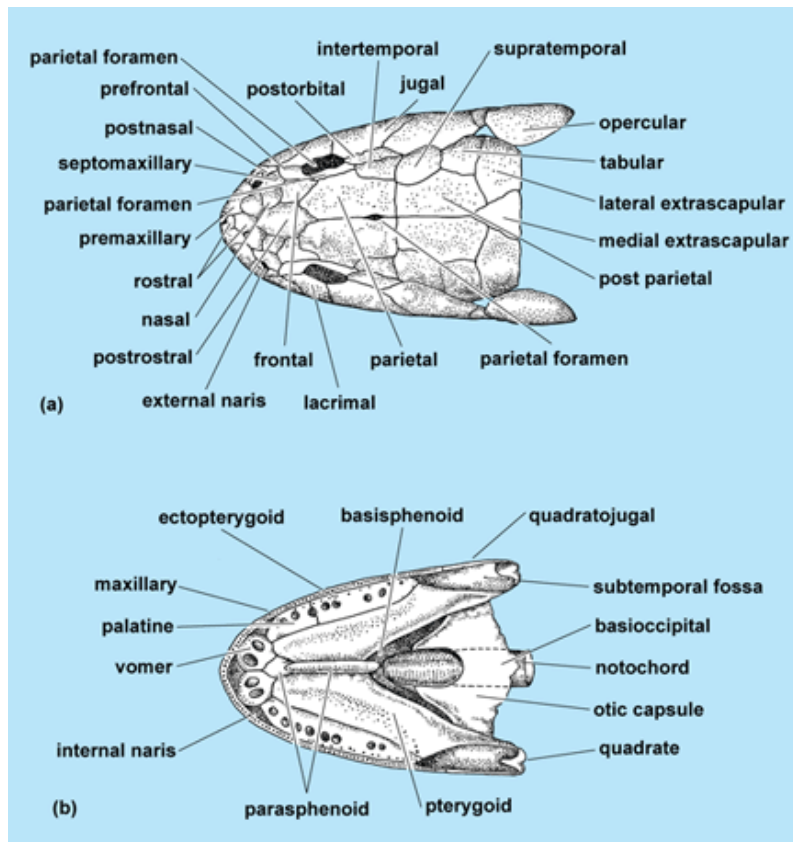 parietal foramen
prefrontal
postnasal
septomaxillary
parietal foramen
premaxillary
rostral
nasal
postrostral
external naris
frontal
lacrimal
parietal
parietal foramen
postorbital
intertemporal
jugal
supratemporal
opercular
tabular
lateral extrascapular
medial extrascapular
post parietal
(a)
ectopterygoid
basisphenoid
quadratojugal
maxillary
palatine
vomer
internal naris
parasphenoid
pterygoid
subtemporal fossa
basioccipital
notochord
otic capsule
quadrate
(b)